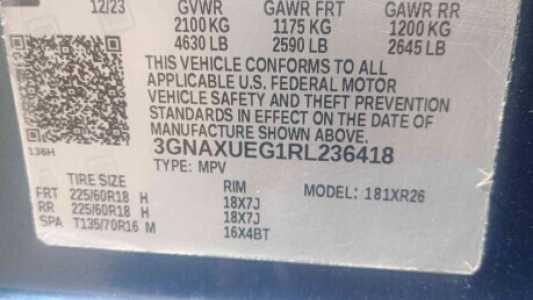 12/23 GVWR GAWR FRT GAWR RR
2100 KG 1175 KG 1200 KG
4630 LB 2590 LB 2645 LB
THIS VEHICLE CONFORMS TO ALL
APPLICABLE U.S. FEDERAL MOTOR
VEHICLE SAFETY AND THEFT PREVENTION
STANDARDS IN EFFECT ON THE DATE OF
MANUFACTURE SHOWN ABOVE.
136H 3GNAXUEG1RL236418
TYPE: MPV
TIRE SIZE RIM MODEL: 181XR26
FRT 225/60R18 H 18X7J
RR 225/60R18 H 18X7J
SPA T135/70R16 M 16X4BT